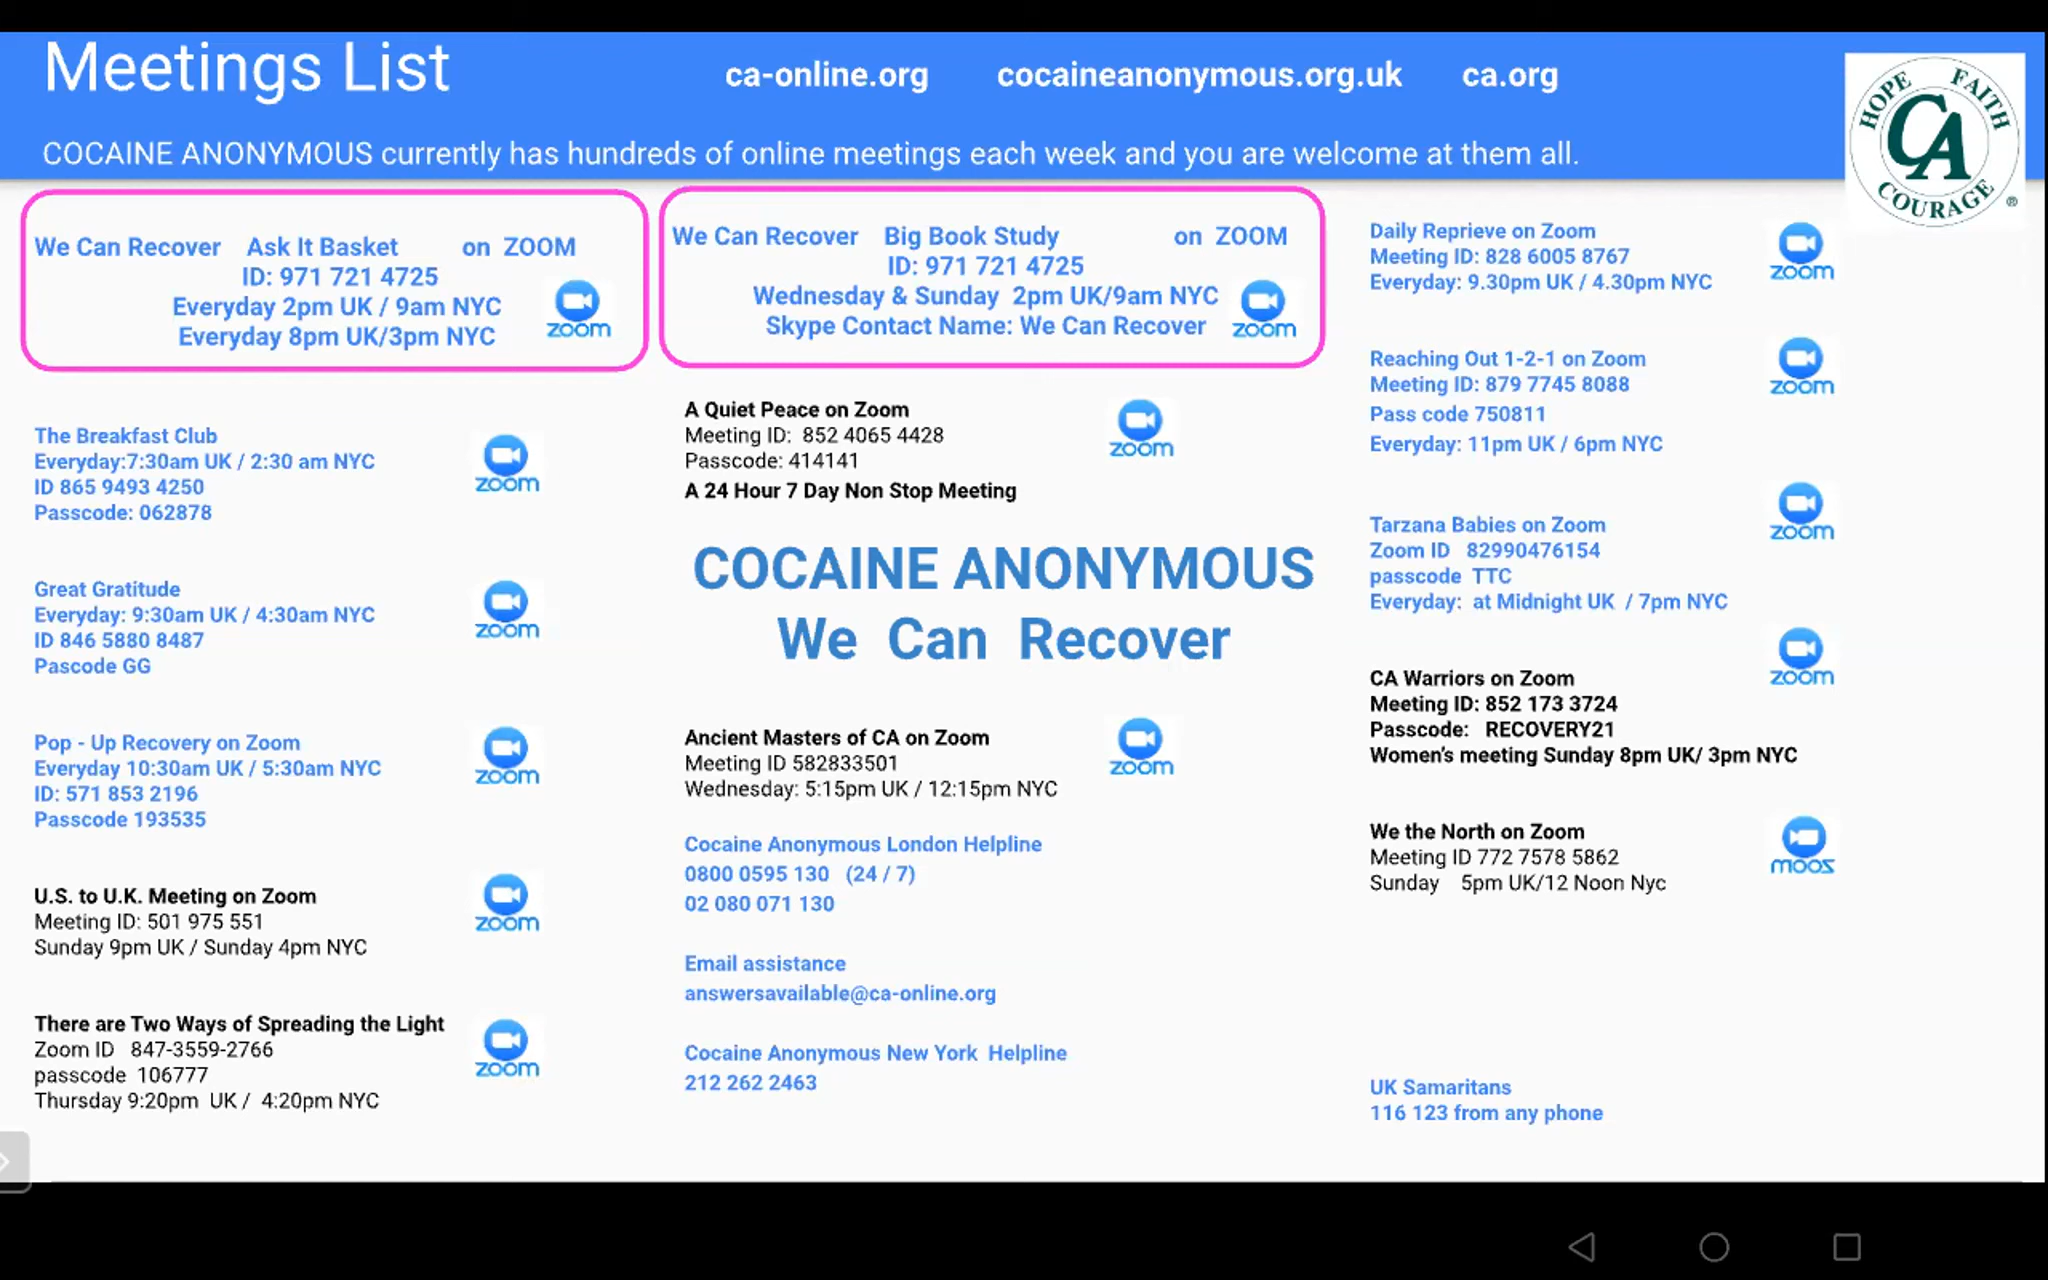 Meetings List
ca-online.org cocaineanonymous.org.uk ca.org
COCAINE ANONYMOUS currently has hundreds of online meetings each week and you are welcome at them all.
HOPE FAITH
CA
COURAGE ®
We Can Recover Ask It Basket on ZOOM
ID: 971 721 4725
Everyday 2pm UK / 9am NYC
Everyday 8pm UK/3pm NYC
zoom
The Breakfast Club
Everyday:7:30am UK / 2:30 am NYC
ID 865 9493 4250
Passcode: 062878
zoom
Great Gratitude
Everyday: 9:30am UK / 4:30am NYC
ID 846 5880 8487
Pascode GG
zoom
Pop - Up Recovery on Zoom
Everyday 10:30am UK / 5:30am NYC
ID: 571 853 2196
Passcode 193535
zoom
U.S. to U.K. Meeting on Zoom
Meeting ID: 501 975 551
Sunday 9pm UK / Sunday 4pm NYC
zoom
There are Two Ways of Spreading the Light
Zoom ID 847-3559-2766
passcode 106777
Thursday 9:20pm UK / 4:20pm NYC
zoom
We Can Recover Big Book Study on ZOOM
ID: 971 721 4725
Wednesday & Sunday 2pm UK/9am NYC
Skype Contact Name: We Can Recover
zoom
A Quiet Peace on Zoom
Meeting ID: 852 4065 4428
Passcode: 414141
A 24 Hour 7 Day Non Stop Meeting
zoom
COCAINE ANONYMOUS
We Can Recover
Ancient Masters of CA on Zoom
Meeting ID 582833501
Wednesday: 5:15pm UK / 12:15pm NYC
zoom
Cocaine Anonymous London Helpline
0800 0595 130 (24 / 7)
02 080 071 130
Email assistance
answersavailable@ca-online.org
Cocaine Anonymous New York Helpline
212 262 2463
Daily Reprieve on Zoom
Meeting ID: 828 6005 8767
Everyday: 9.30pm UK / 4.30pm NYC
zoom
Reaching Out 1-2-1 on Zoom
Meeting ID: 879 7745 8088
Pass code 750811
Everyday: 11pm UK / 6pm NYC
zoom
Tarzana Babies on Zoom
Zoom ID 82990476154
passcode TTC
Everyday: at Midnight UK / 7pm NYC
zoom
CA Warriors on Zoom
Meeting ID: 852 173 3724
Passcode: RECOVERY21
Women's meeting Sunday 8pm UK/ 3pm NYC
zoom
We the North on Zoom
Meeting ID 772 7578 5862
Sunday 5pm UK/12 Noon Nyc
zoom
UK Samaritans
116 123 from any phone